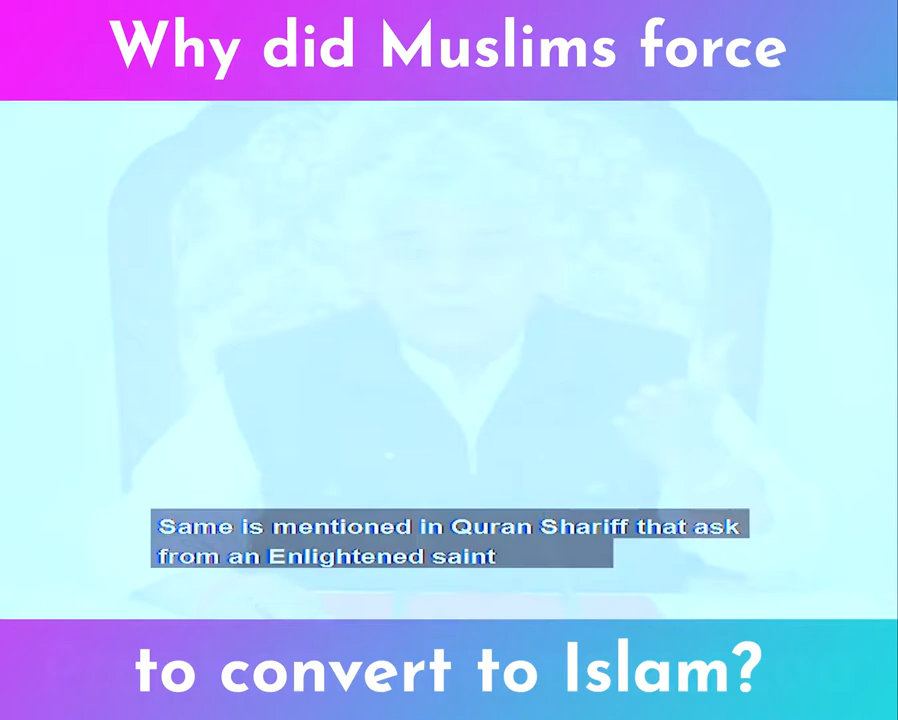 Why did Muslims force
Same is mentioned in Quran Shariff that ask
from an Enlightened saint
to convert to Islam?